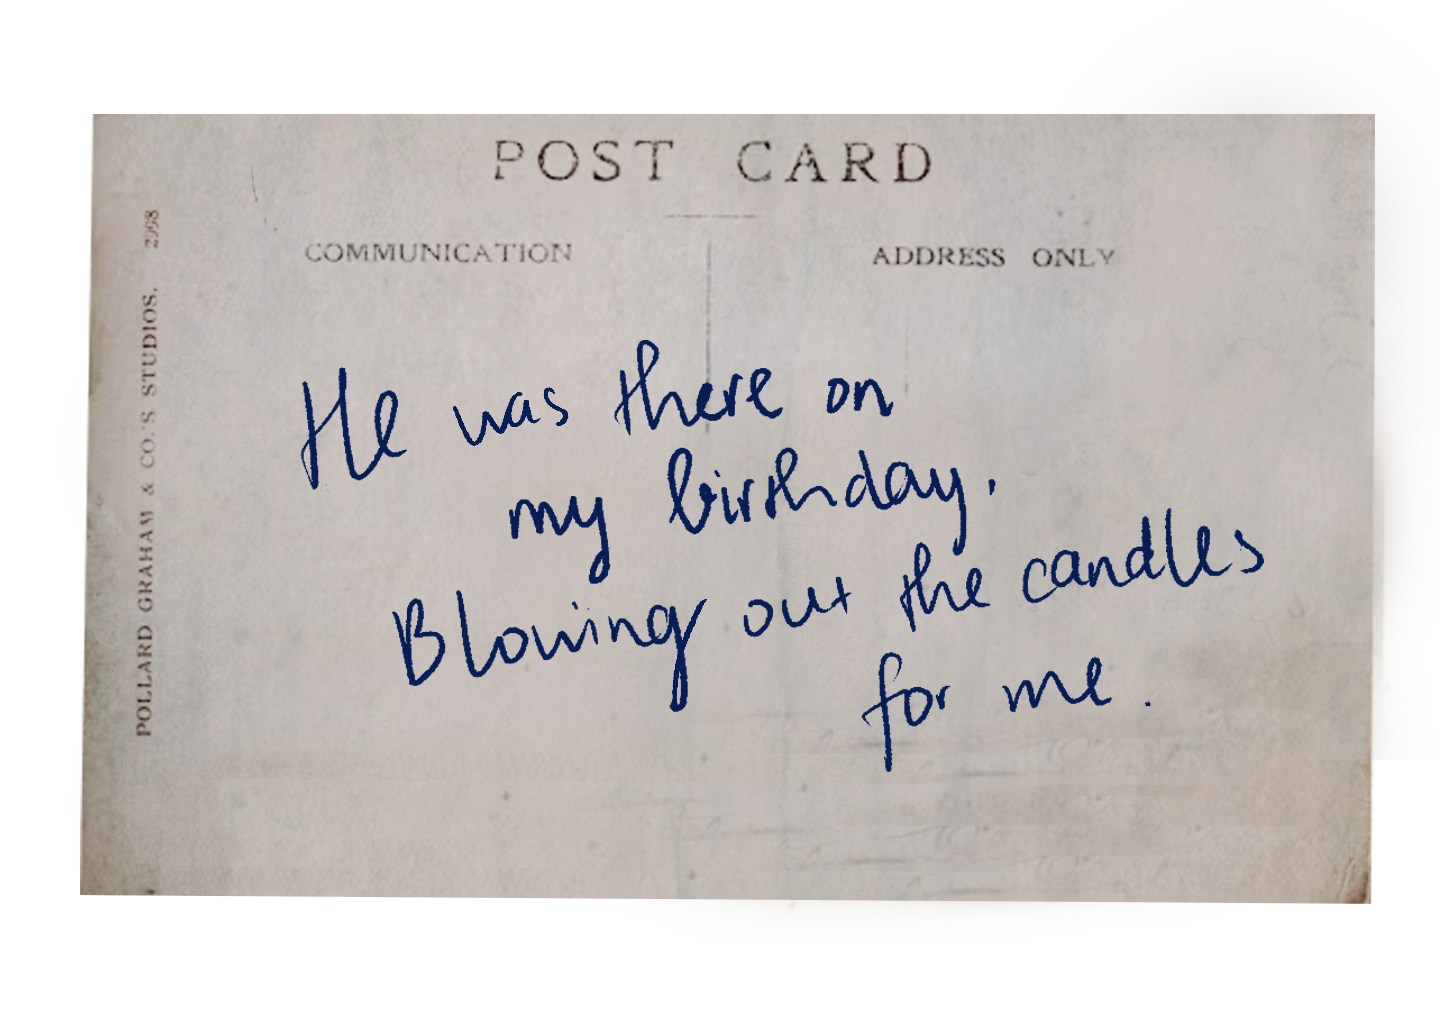 POST CARD
COMMUNICATION
ADDRESS ONLY
POLLARD GRAHAM & CO.'S STUDIOS. 2998
He was there on
my birthday.
Blowing out the candles
for me.